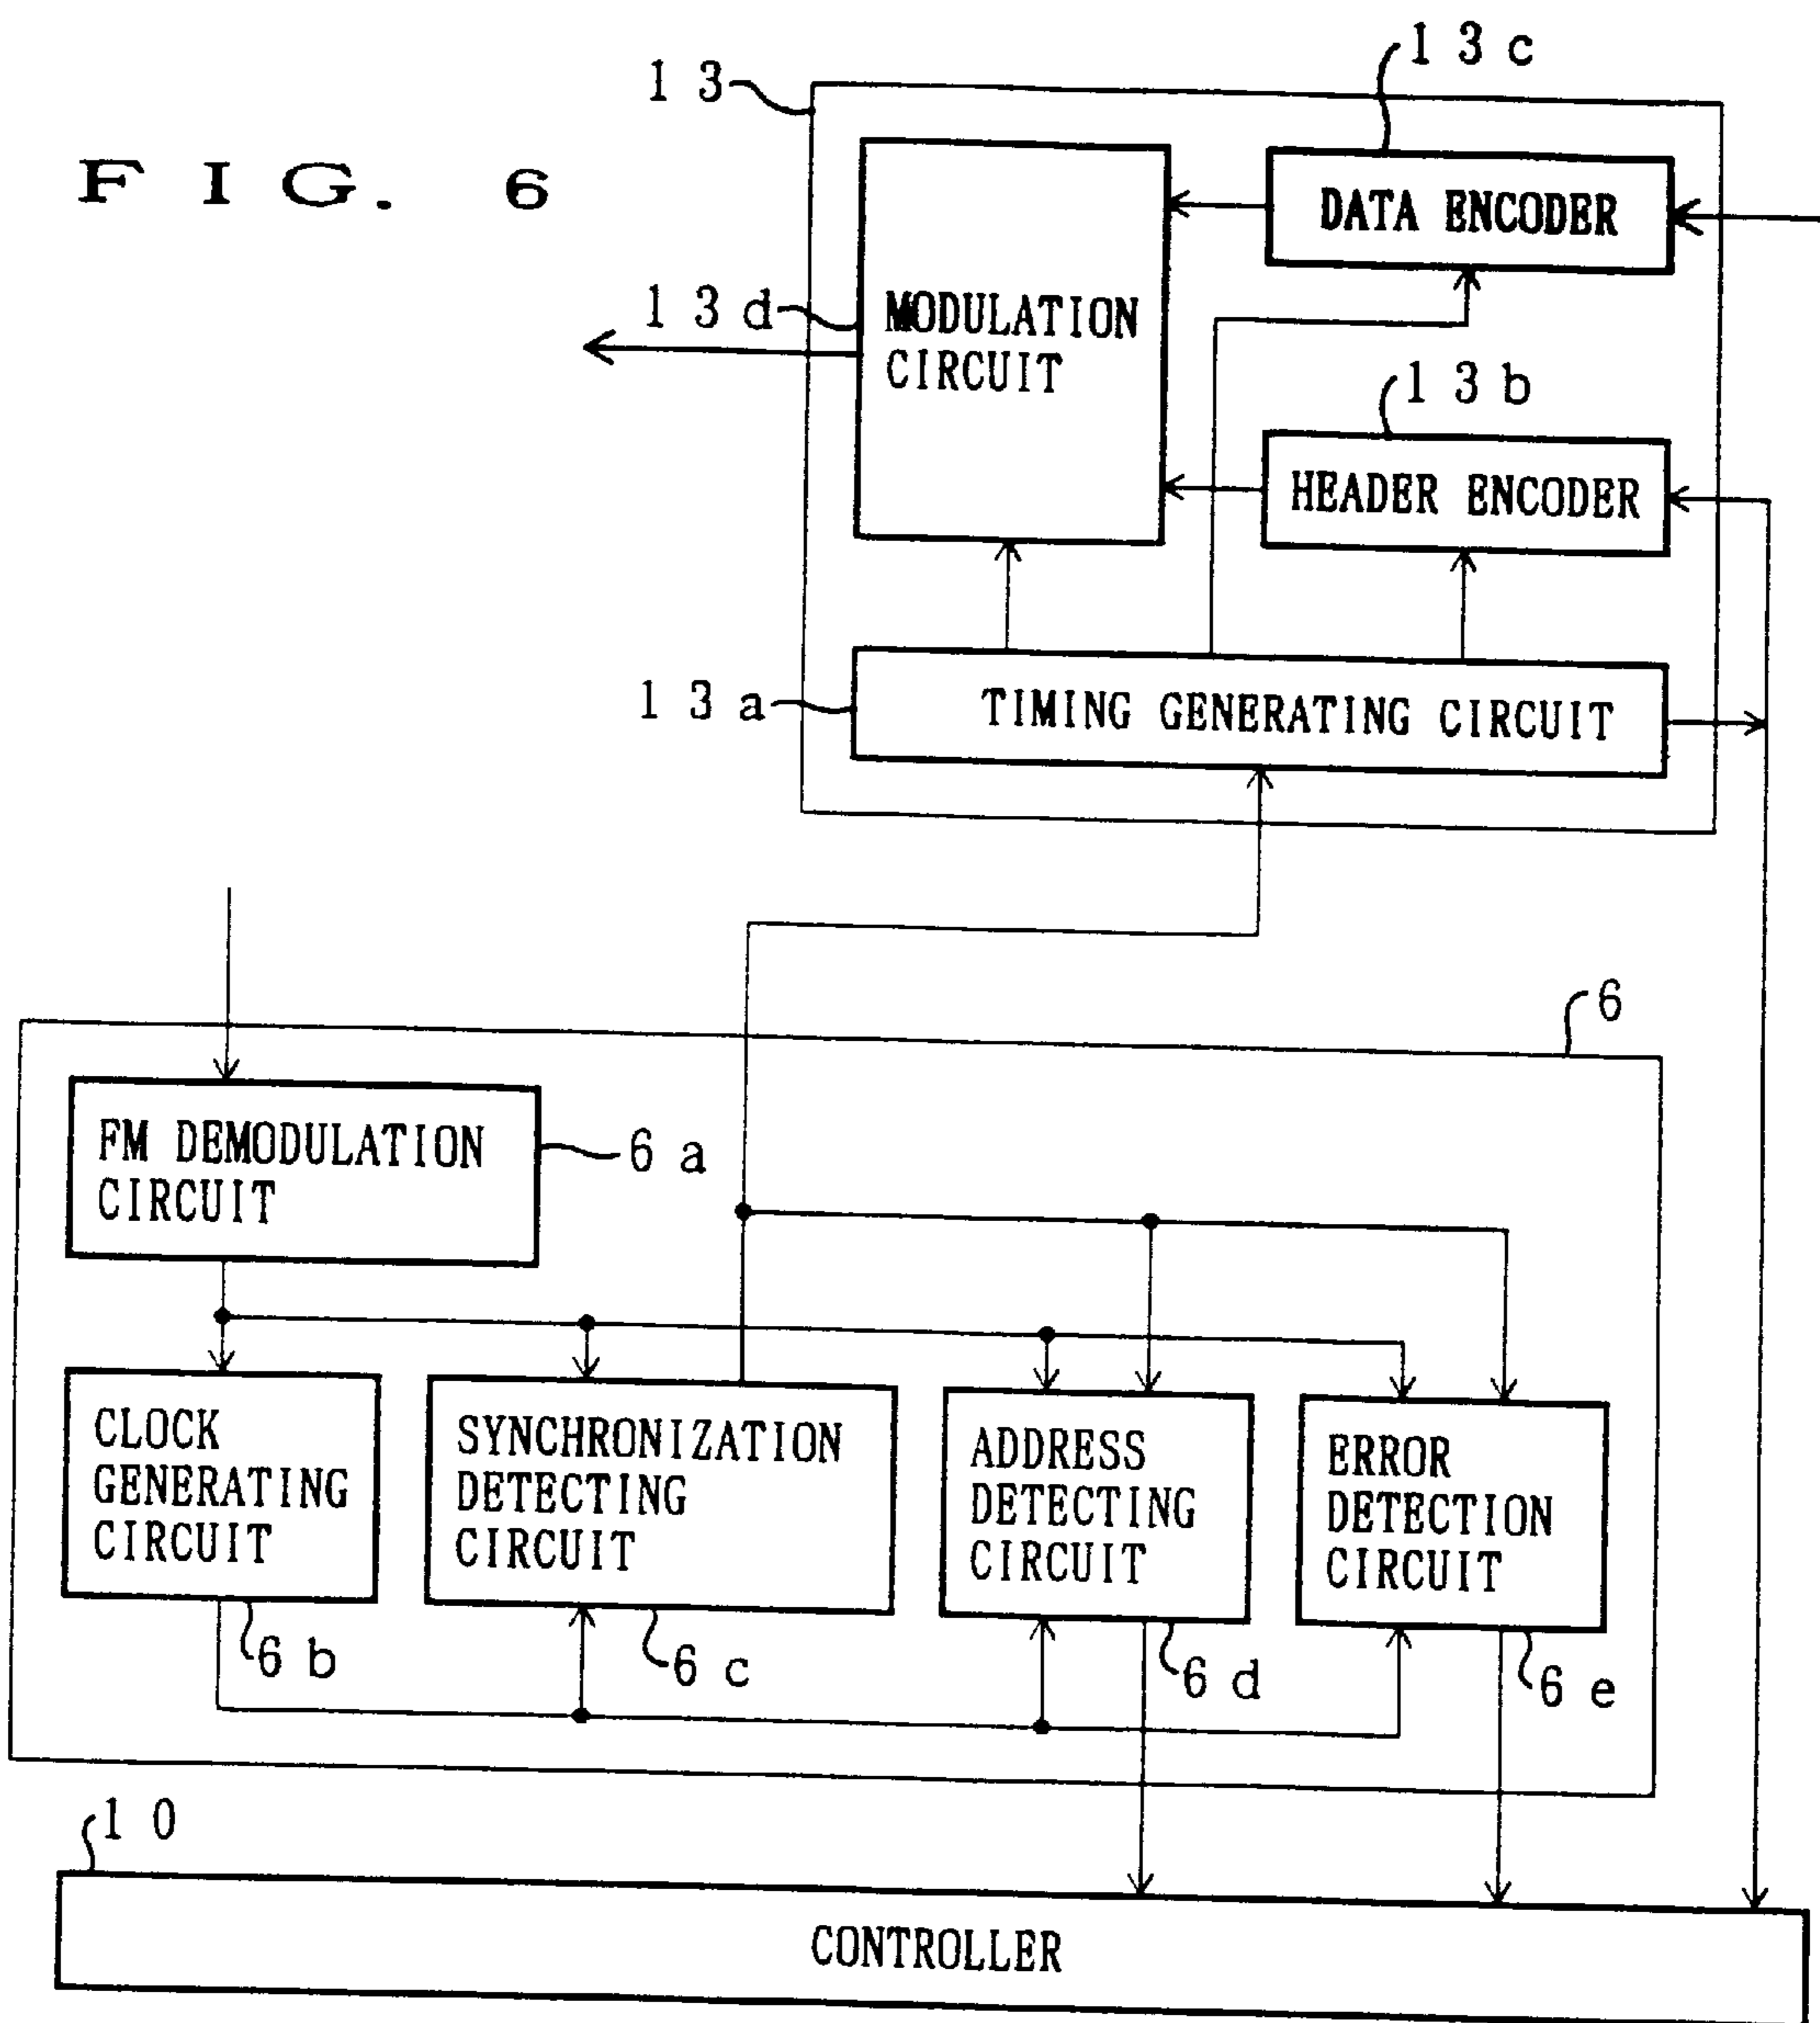 FIG. 6
13
13c
DATA ENCODER
13d
MODULATION
CIRCUIT
13b
HEADER ENCODER
13a
TIMING GENERATING CIRCUIT
6
FM DEMODULATION
CIRCUIT
6a
CLOCK
GENERATING
CIRCUIT
SYNCHRONIZATION
DETECTING
CIRCUIT
ADDRESS
DETECTING
CIRCUIT
ERROR
DETECTION
CIRCUIT
6b
6c
6d
6e
10
CONTROLLER